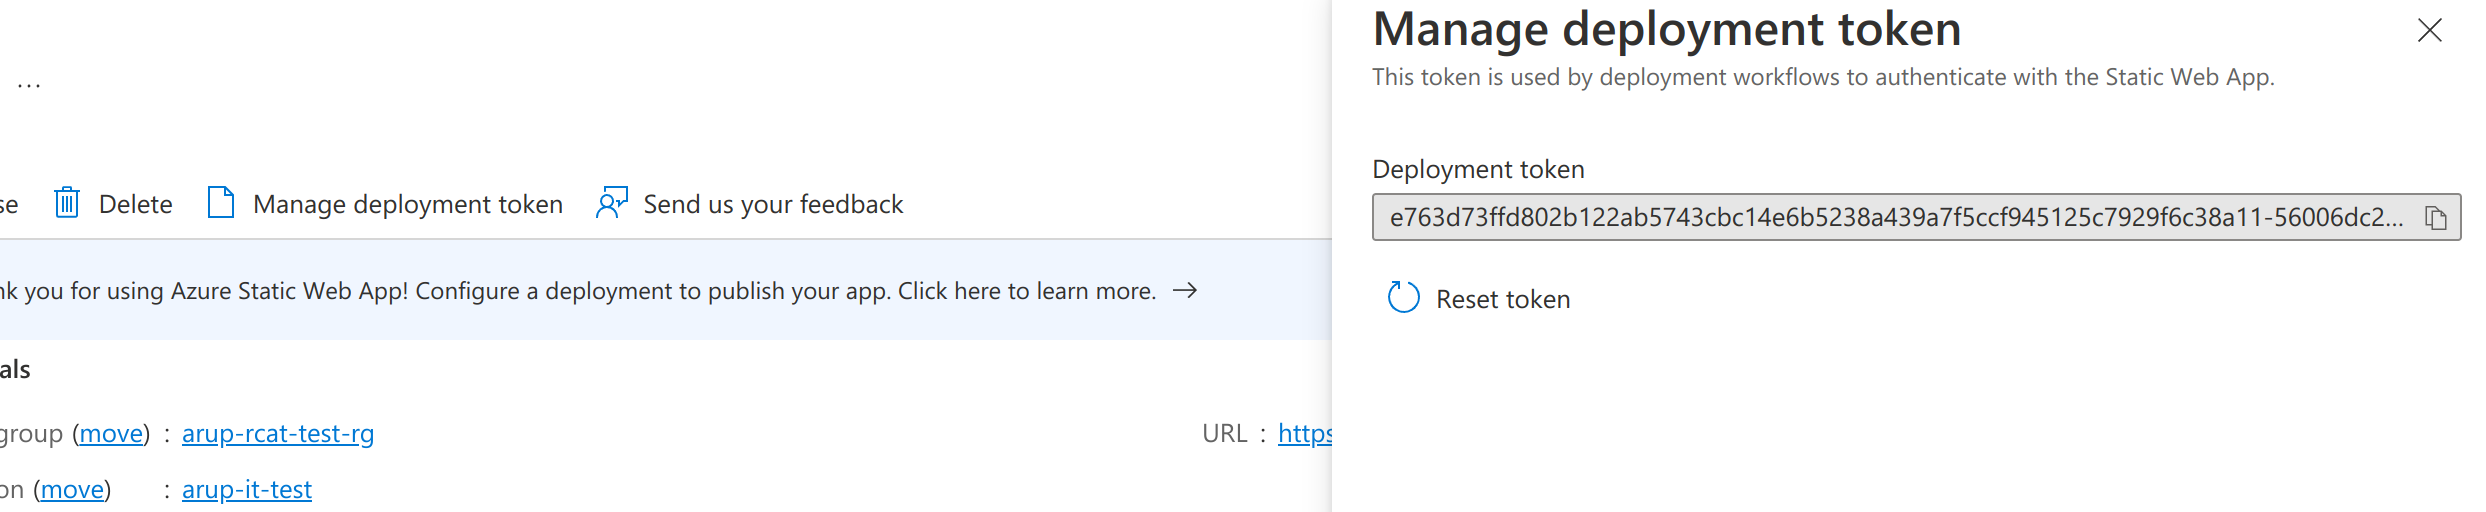 Manage deployment token
This token is used by deployment workflows to authenticate with the Static Web App.
...
Deployment token
e763d73ffd802b122ab5743cbc14e6b5238a439a7f5ccf945125c7929f6c38a11-56006dc2...
Reset token
se Delete Manage deployment token Send us your feedback
nk you for using Azure Static Web App! Configure a deployment to publish your app. Click here to learn more. →
als
group (move) : arup-rcat-test-rg URL : https
on (move) : arup-it-test